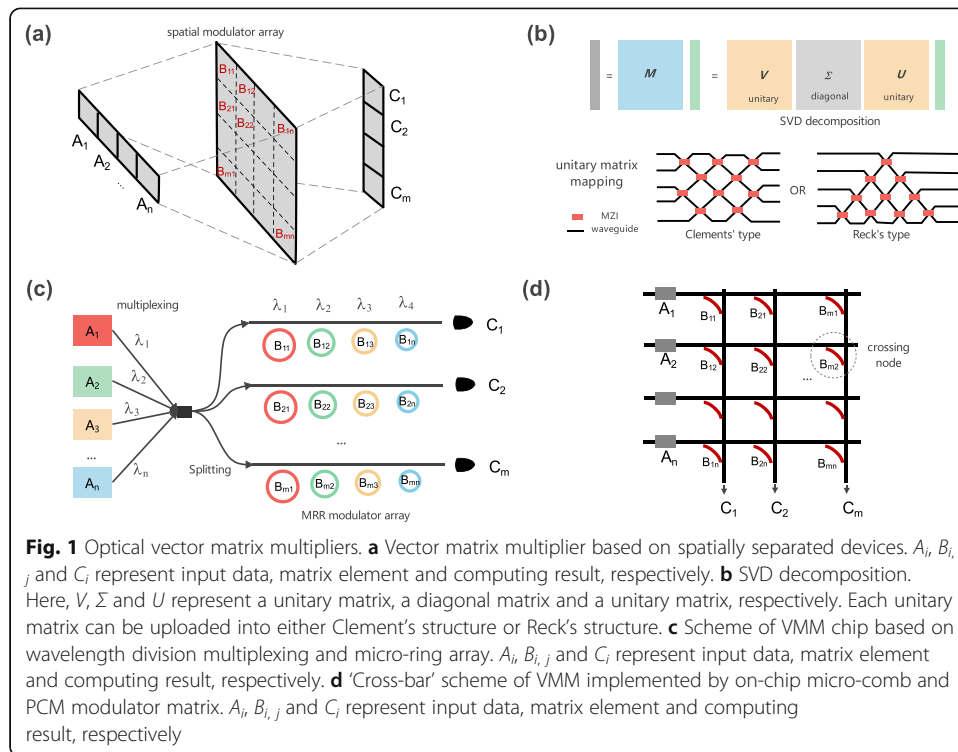 (a)
spatial modulator array
B11
B12
B21
B22
B1n
Bm1
Bmn
A1
A2
...
An
C1
C2
Cm
(b)
= M = V Σ U
unitary diagonal unitary
SVD decomposition
unitary matrix
mapping
OR
MZI
waveguide
Clements' type
Reck's type
(c)
multiplexing
λ1 λ2 λ3 λ4
A1
λ1
A2
λ2
A3
λ3
...
An
λn
Splitting
B11 B12 B13 B1n
C1
B21 B22 B23 B2n
C2
...
Bm1 Bm2 Bm3 Bmn
Cm
MRR modulator array
(d)
A1
B11 B21 Bm1
crossing
node
A2
B12 B22 ... Bm2
An
B1n B2n Bmn
C1 C2 Cm
Fig. 1 Optical vector matrix multipliers. a Vector matrix multiplier based on spatially separated devices. Ai, Bi,
j and Ci represent input data, matrix element and computing result, respectively. b SVD decomposition.
Here, V, Σ and U represent a unitary matrix, a diagonal matrix and a unitary matrix, respectively. Each unitary
matrix can be uploaded into either Clement's structure or Reck's structure. c Scheme of VMM chip based on
wavelength division multiplexing and micro-ring array. Ai, Bi, j and Ci represent input data, matrix element
and computing result, respectively. d 'Cross-bar' scheme of VMM implemented by on-chip micro-comb and
PCM modulator matrix. Ai, Bi, j and Ci represent input data, matrix element and computing
result, respectively